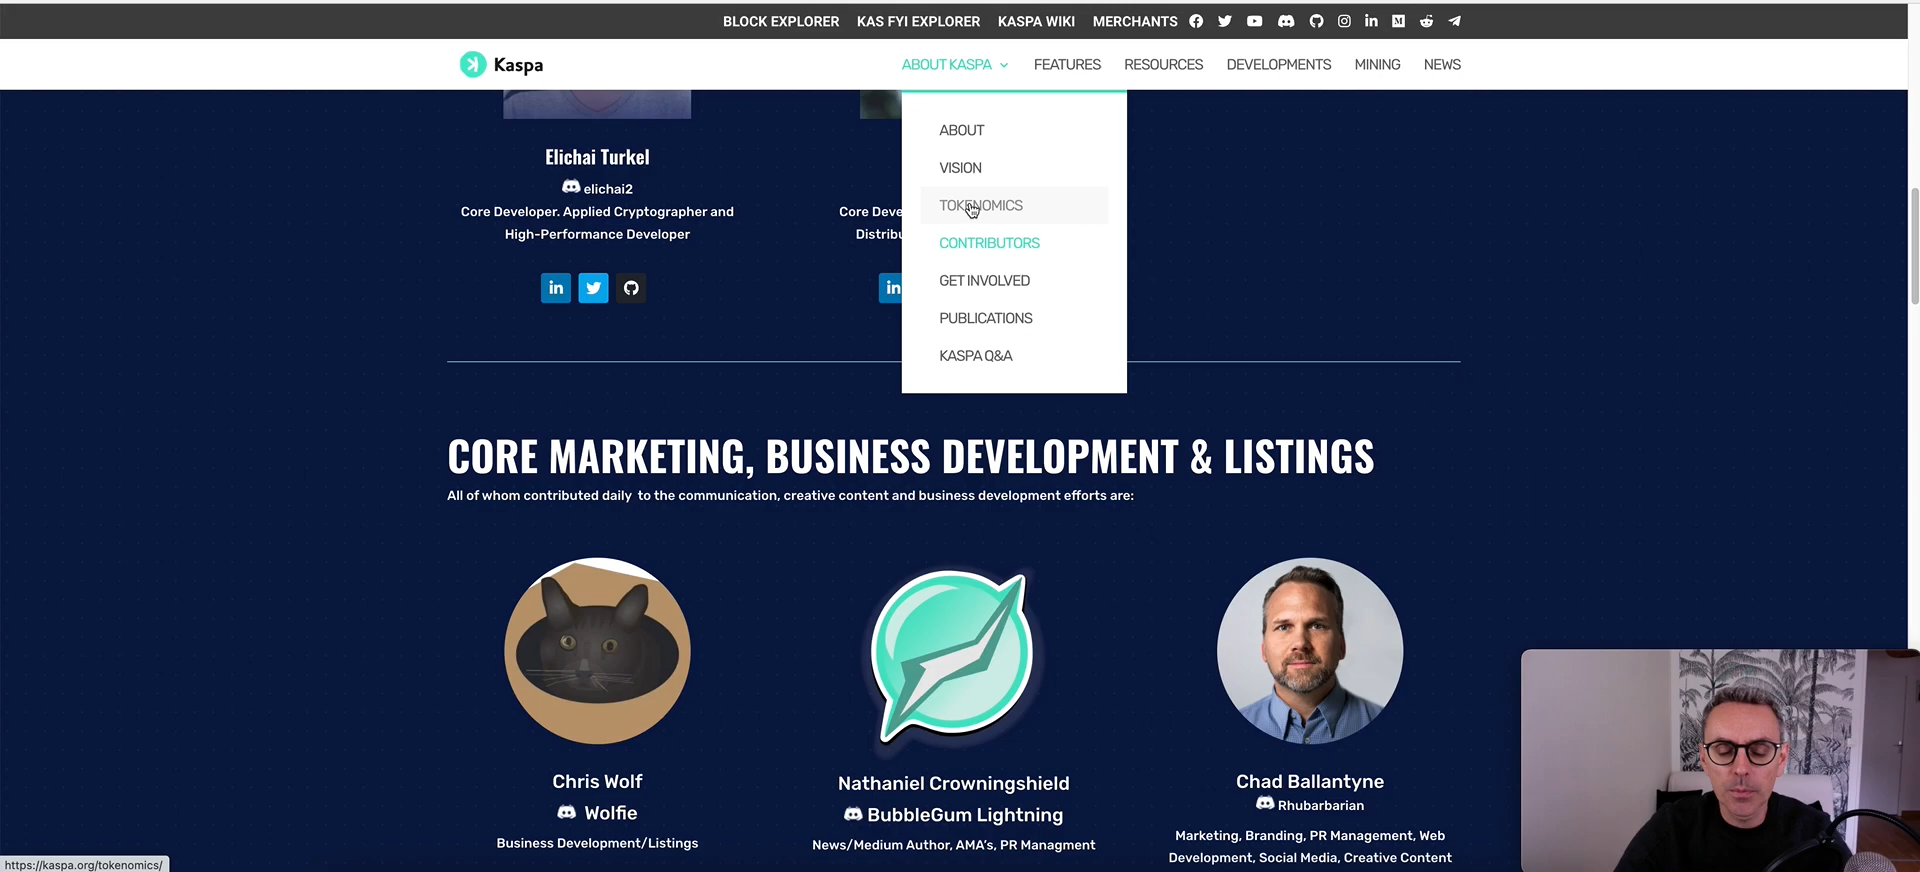 BLOCK EXPLORER KAS FYI EXPLORER KASPA WIKI MERCHANTS
Kaspa
ABOUT KASPA FEATURES RESOURCES DEVELOPMENTS MINING NEWS
ABOUT
VISION
TOKENOMICS
CONTRIBUTORS
GET INVOLVED
PUBLICATIONS
KASPA Q&A
Elichai Turkel
elichai2
Core Developer. Applied Cryptographer and
High-Performance Developer
in
Core
in
CORE MARKETING, BUSINESS DEVELOPMENT & LISTINGS
All of whom contributed daily to the communication, creative content and business development efforts are:
Chris Wolf
Wolfie
Business Development/Listings
Nathaniel Crowningshield
BubbleGum Lightning
News/Medium Author, AMA's, PR Managment
Chad Ballantyne
Rhubarbarian
Marketing, Branding, PR Management, Web
Development, Social Media, Creative Content
https://kaspa.org/tokenomics/